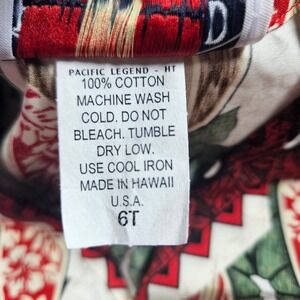 PACIFIC LEGEND - HT
100% COTTON
MACHINE WASH
COLD. DO NOT
BLEACH. TUMBLE
DRY LOW.
USE COOL IRON
MADE IN HAWAII
U.S.A.
6T